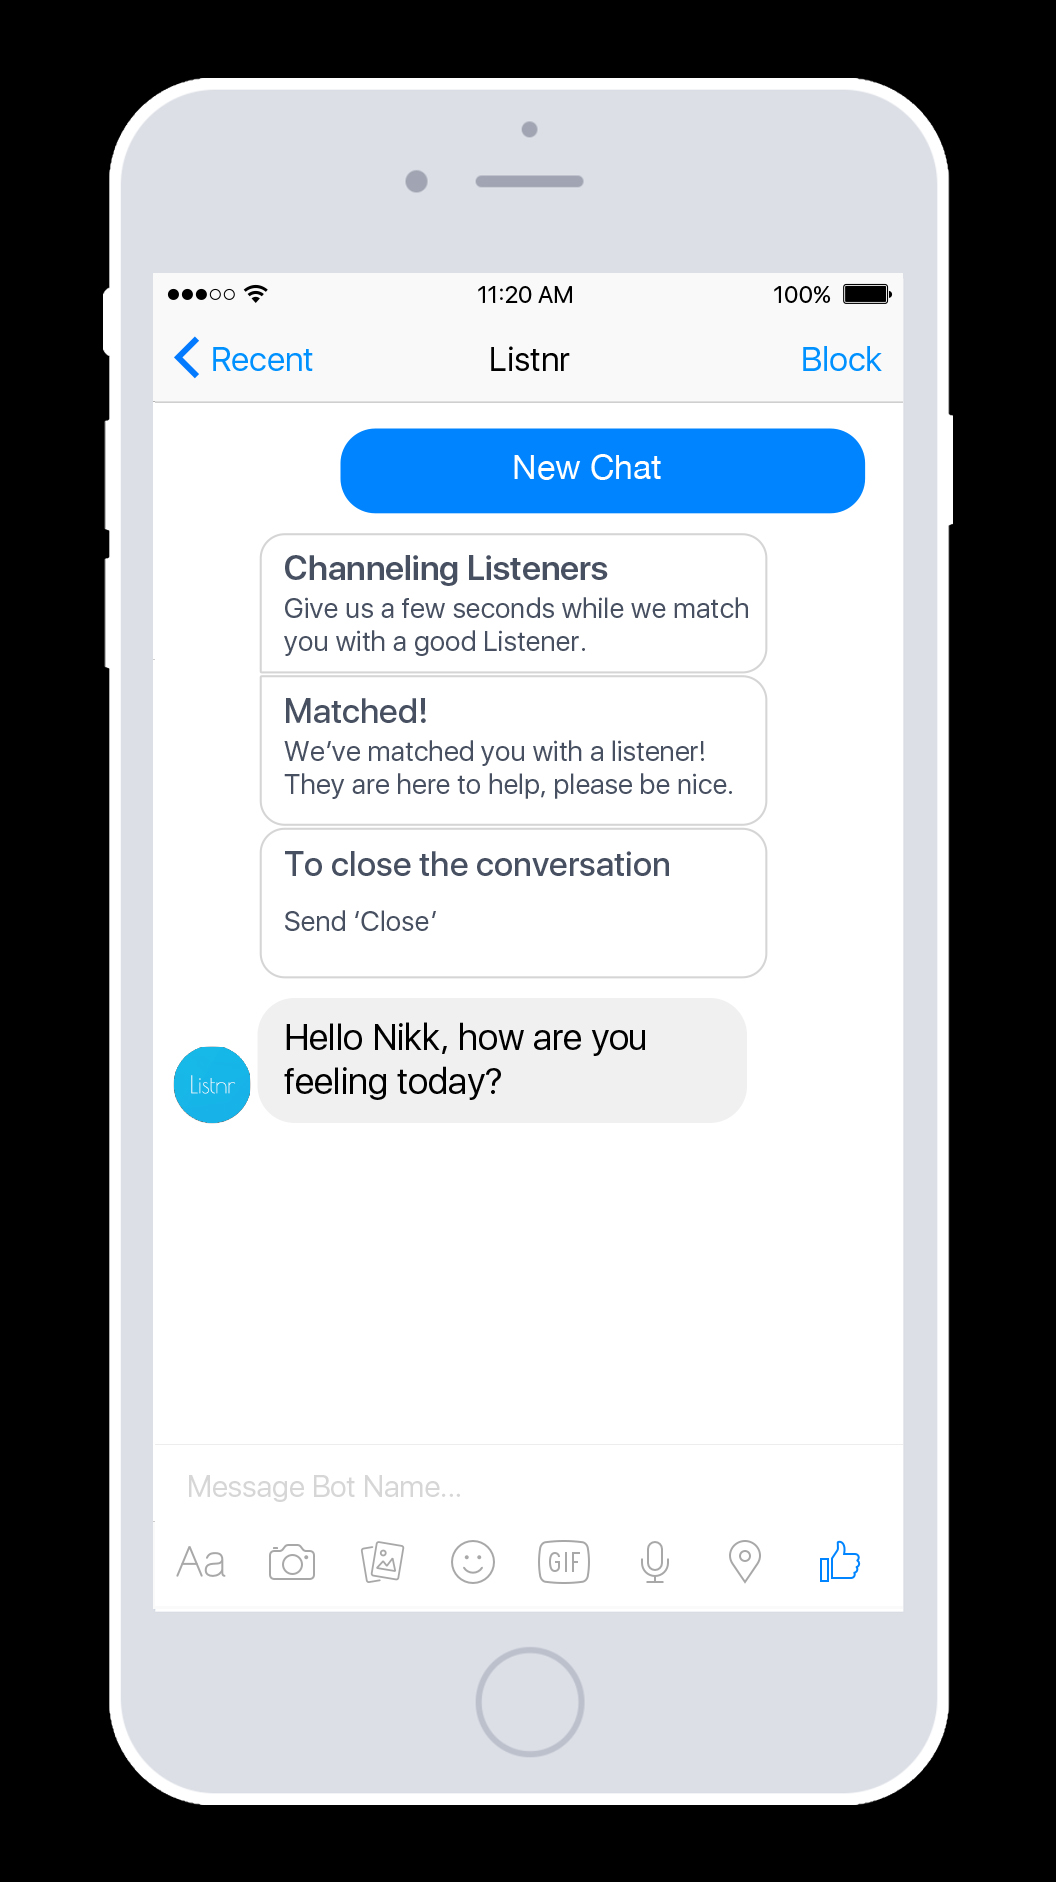 11:20 AM
100%
Recent
Listnr
Block
New Chat
Channeling Listeners
Give us a few seconds while we match
you with a good Listener.
Matched!
We’ve matched you with a listener!
They are here to help, please be nice.
To close the conversation
Send ‘Close’
Hello Nikk, how are you
feeling today?
Listnr
Message Bot Name...
Aa
GIF